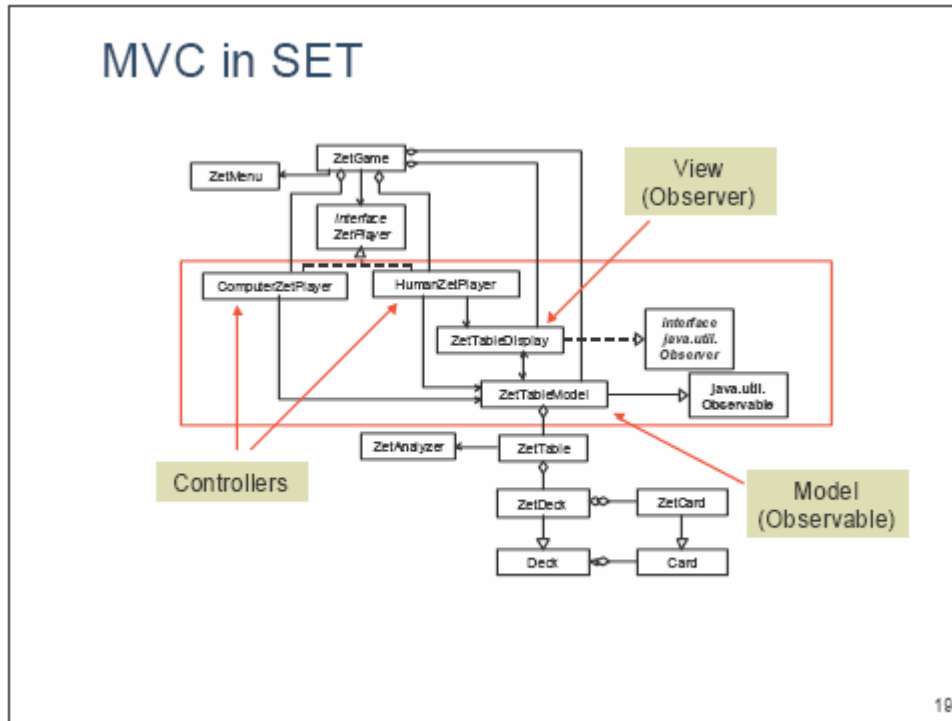 MVC in SET
ZetGame
ZetMenu
View
(Observer)
interface
ZetPlayer
ComputerZetPlayer
HumanZetPlayer
ZetTableDisplay
interface
java.util.
Observer
ZetTableModel
java.util.
Observable
ZetAnalyzer
ZetTable
Controllers
ZetDeck
ZetCard
Model
(Observable)
Deck
Card
19